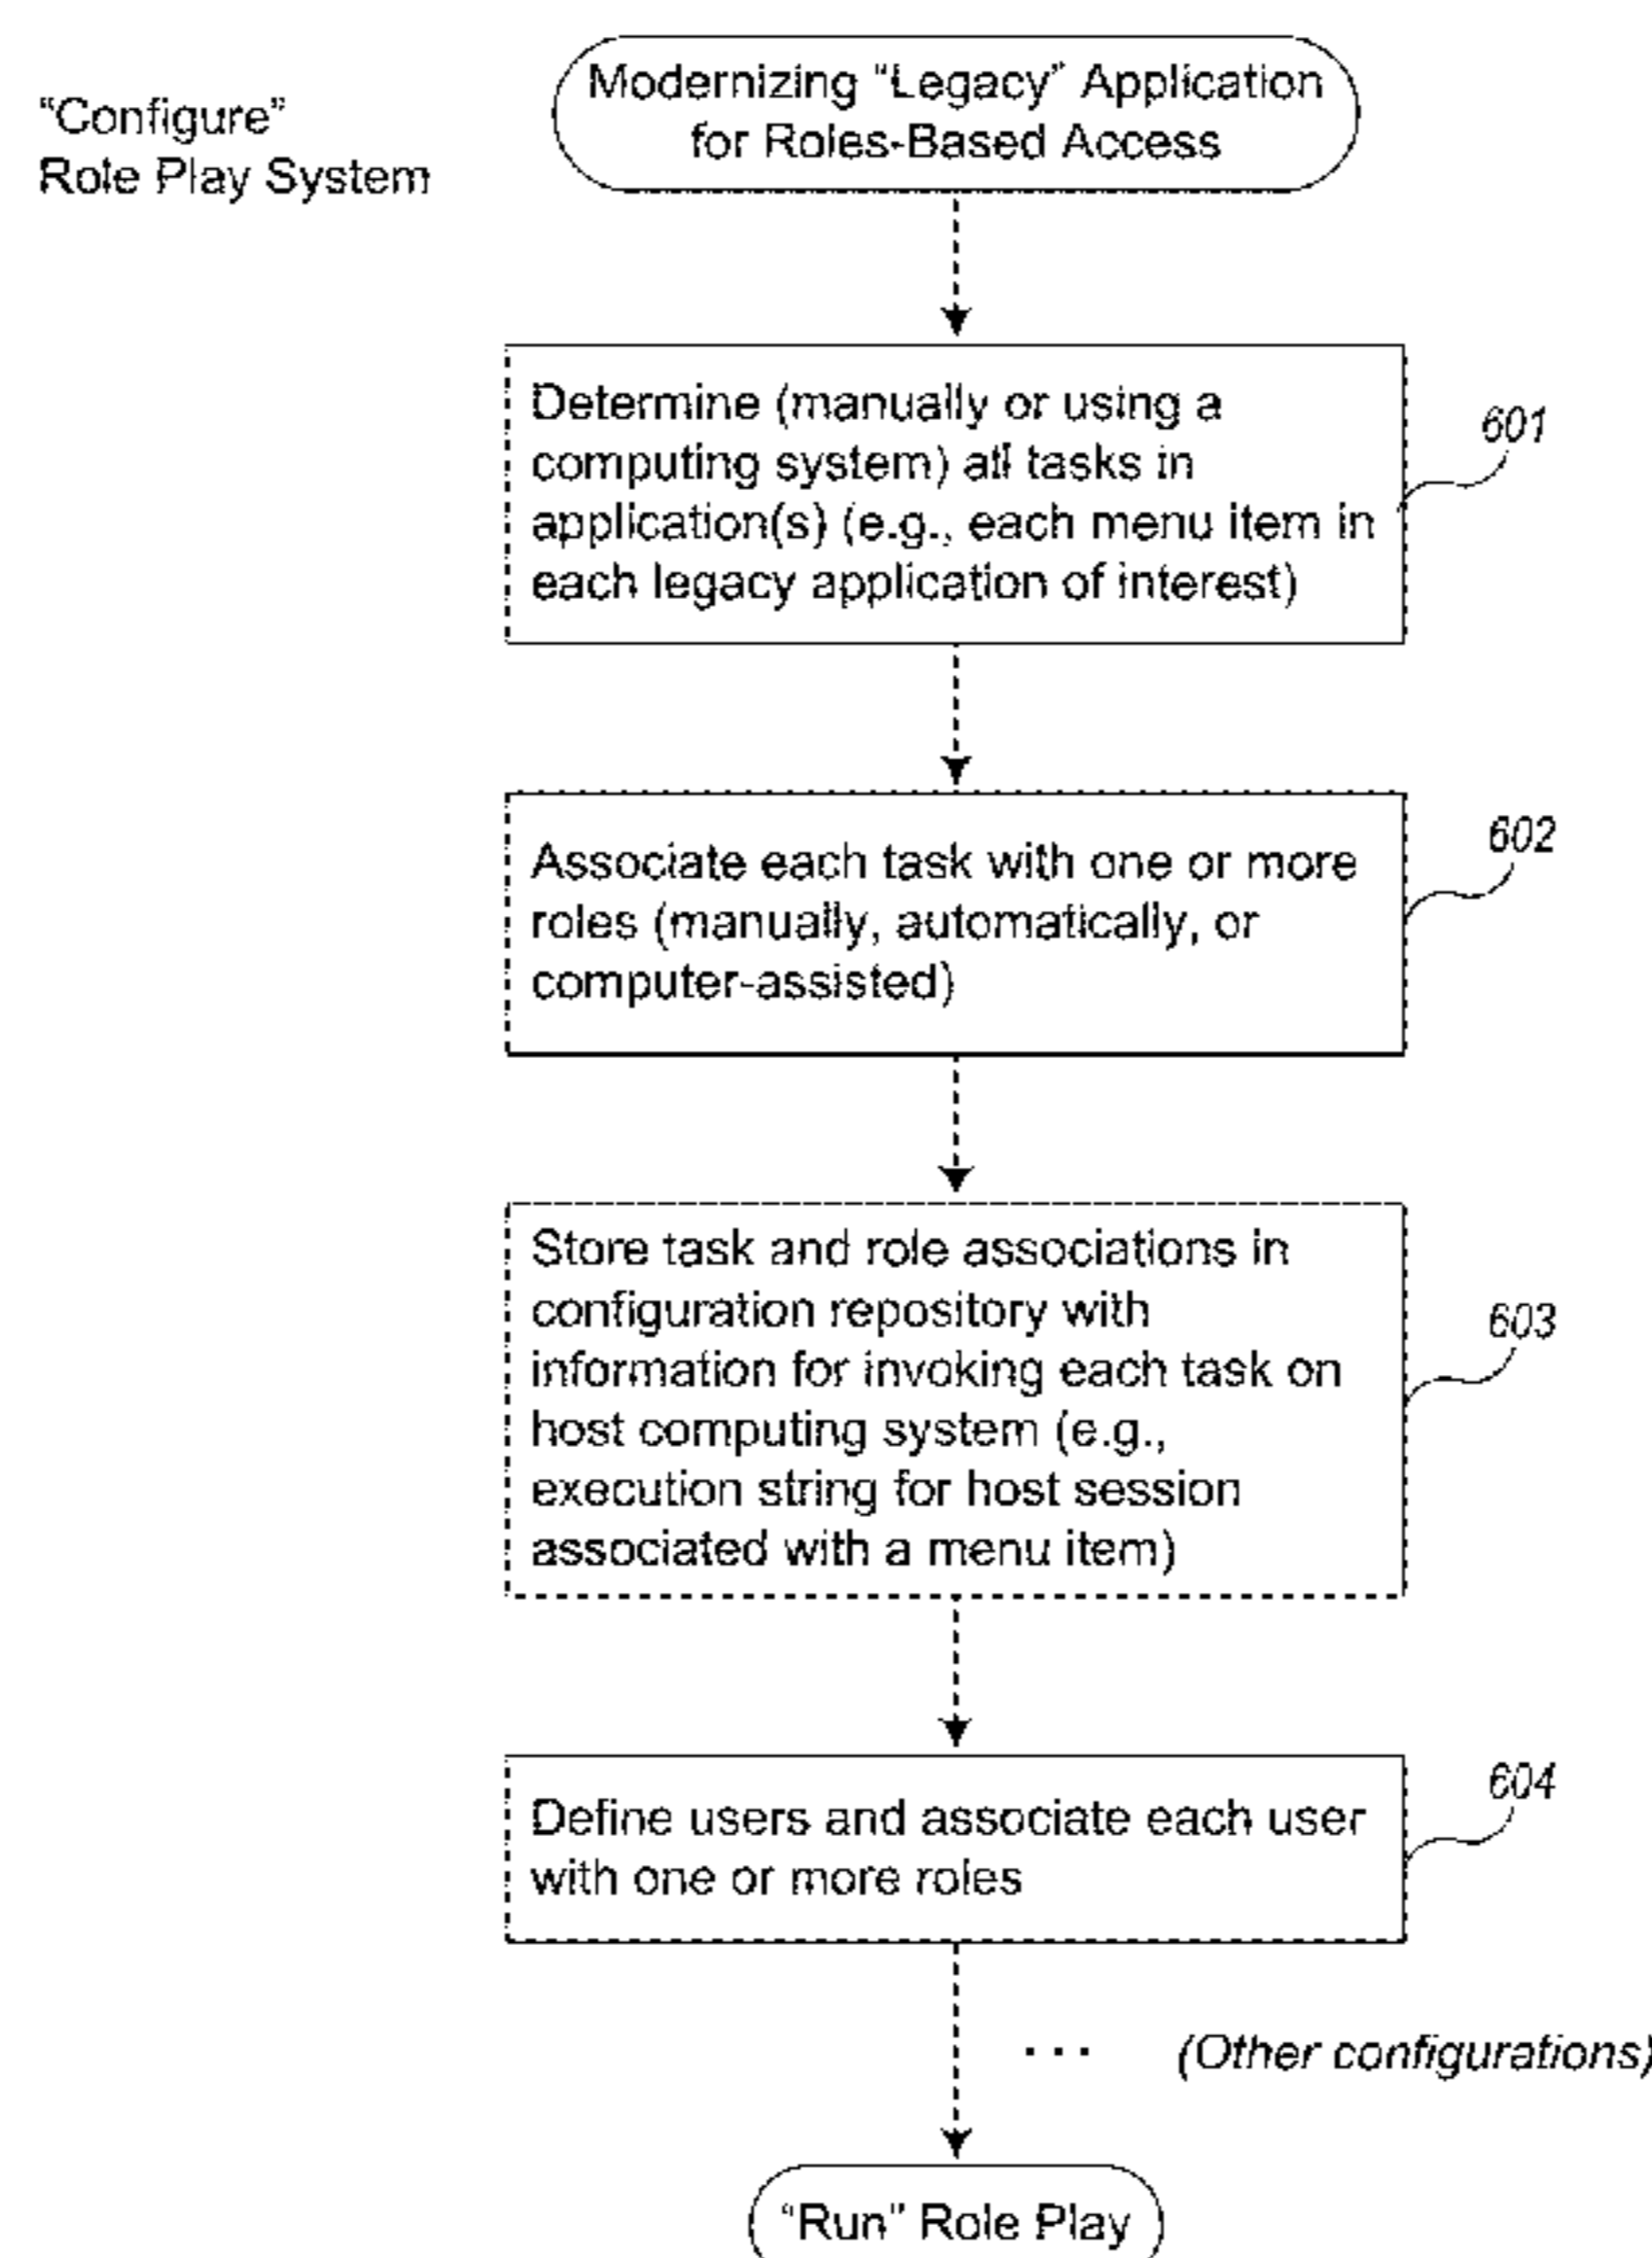 "Configure"
Role Play System
Modernizing "Legacy" Application
for Roles-Based Access
Determine (manually or using a
computing system) all tasks in
application(s) (e.g., each menu item in
each legacy application of interest)
601
Associate each task with one or more
roles (manually, automatically, or
computer-assisted)
602
Store task and role associations in
configuration repository with
information for invoking each task on
host computing system (e.g.,
execution string for host session
associated with a menu item)
603
Define users and associate each user
with one or more roles
604
... (Other configurations)
"Run" Role Play